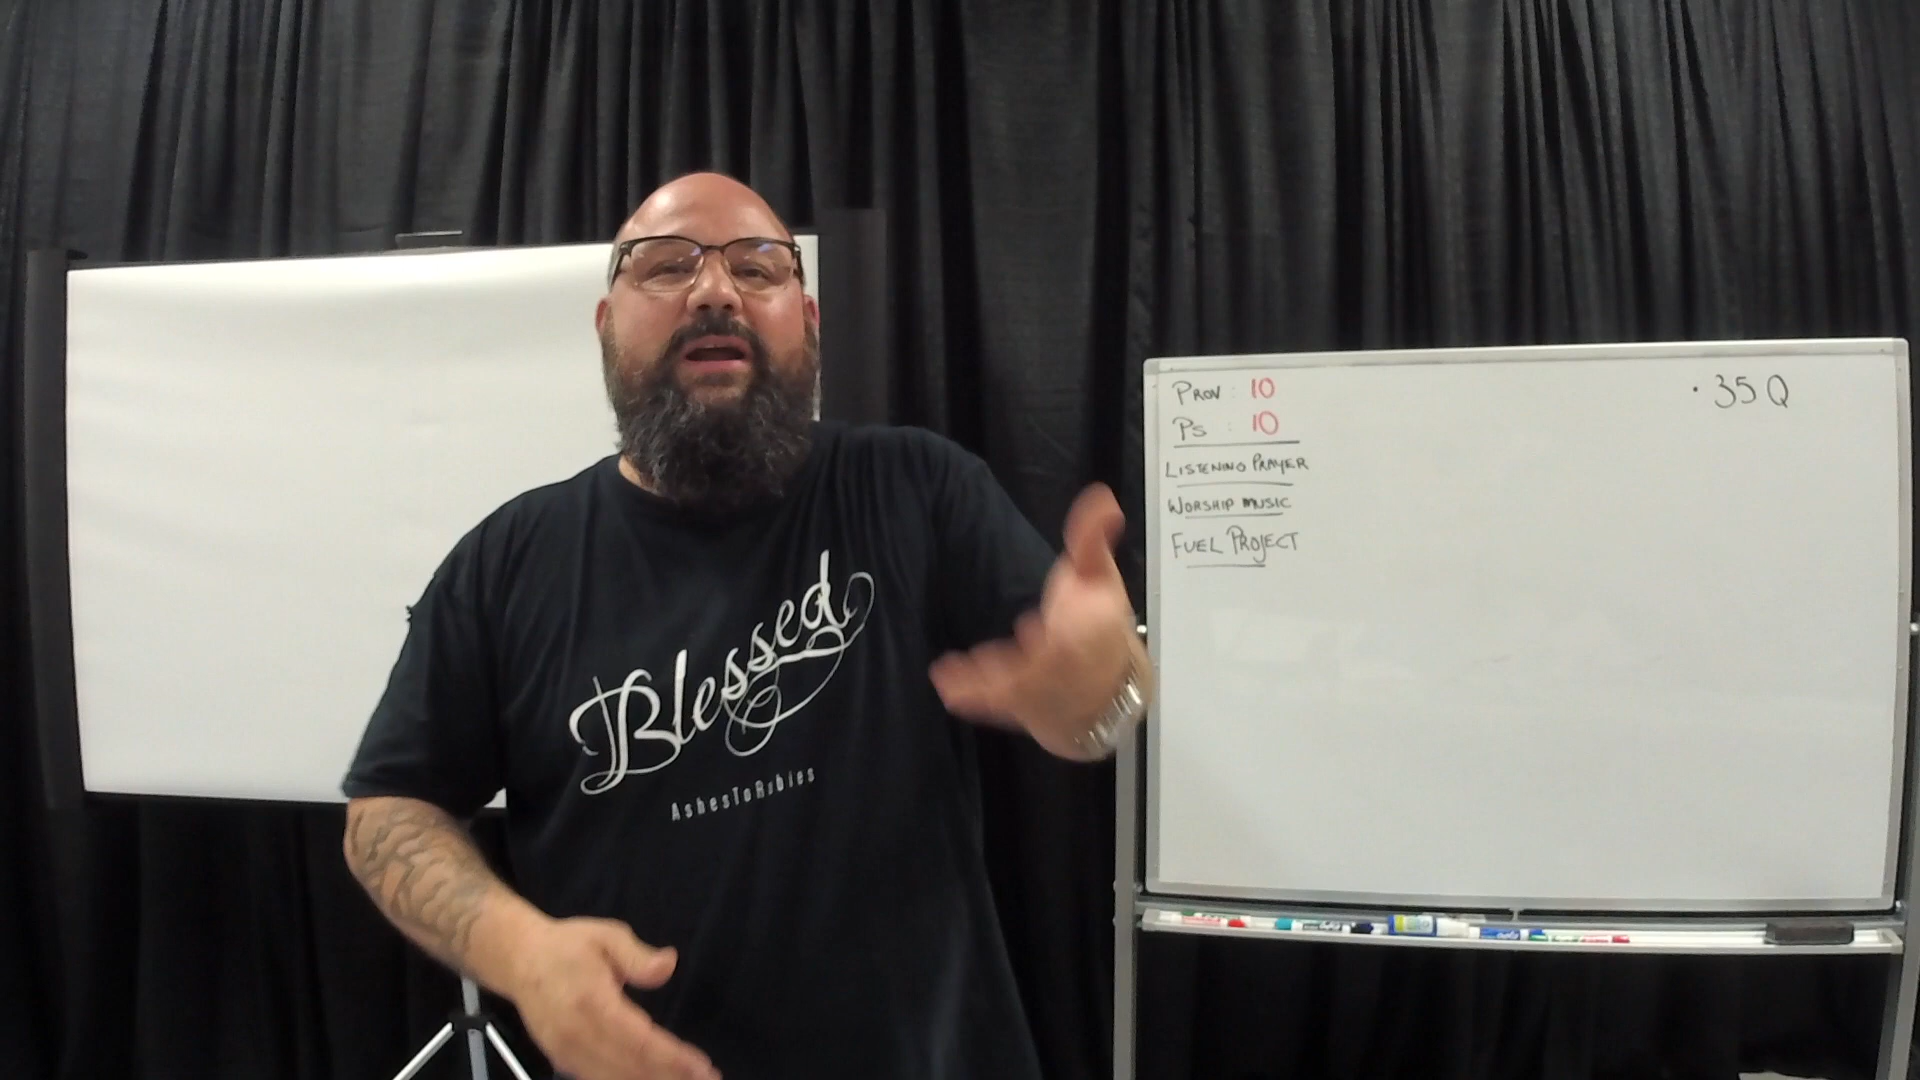 Blessed
AshesToRubies
PROV : 10
PS : 10
LISTENING PRAYER
WORSHIP MUSIC
FUEL PROJECT
• 35 Q